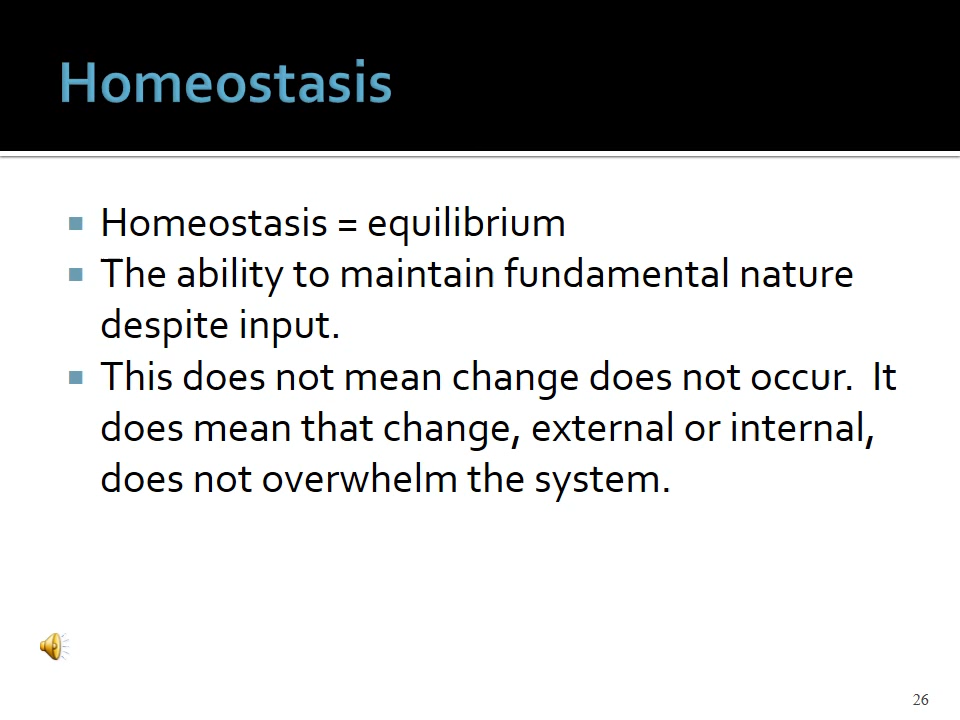 Homeostasis
Homeostasis = equilibrium
The ability to maintain fundamental nature
despite input.
This does not mean change does not occur.  It
does mean that change, external or internal,
does not overwhelm the system.
26